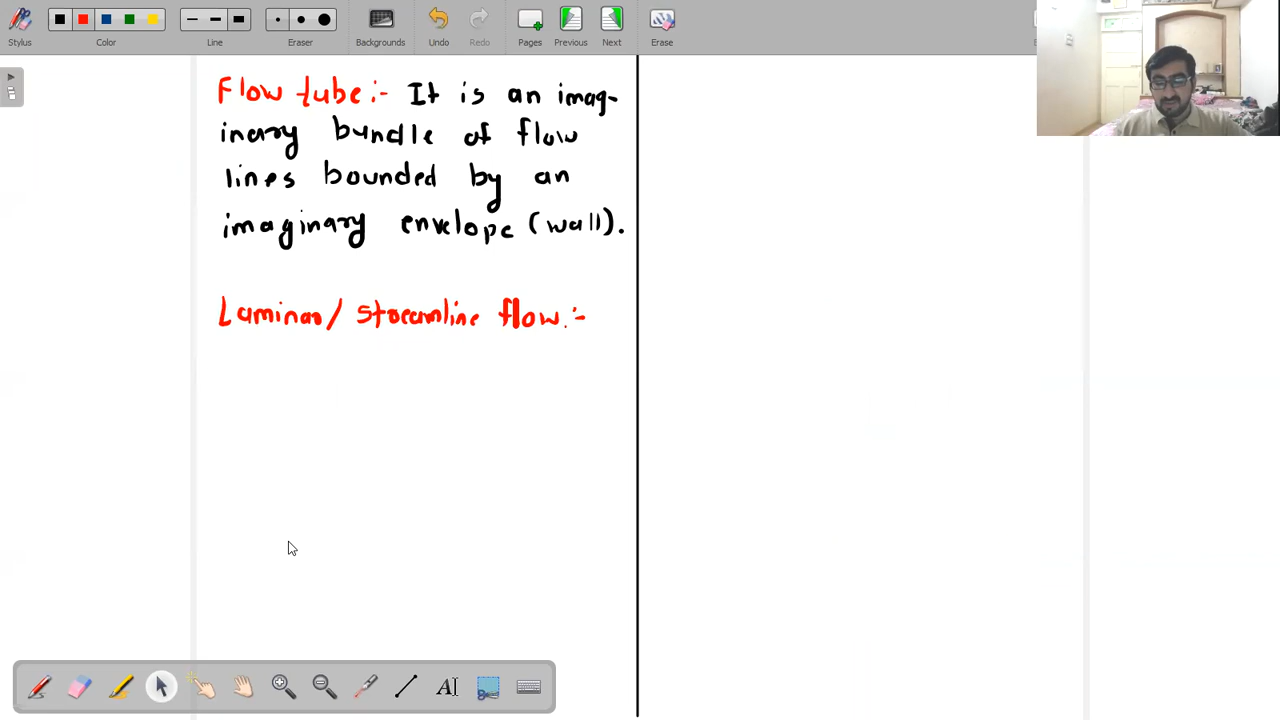 Stylus
Color
Line
Eraser
Backgrounds
Undo
Redo
Pages
Previous
Next
Erase
Flow tube:- It is an imag-
inary bundle of flow
lines bounded by an
imaginary envelope (wall).
Laminar/ streamline flow:-